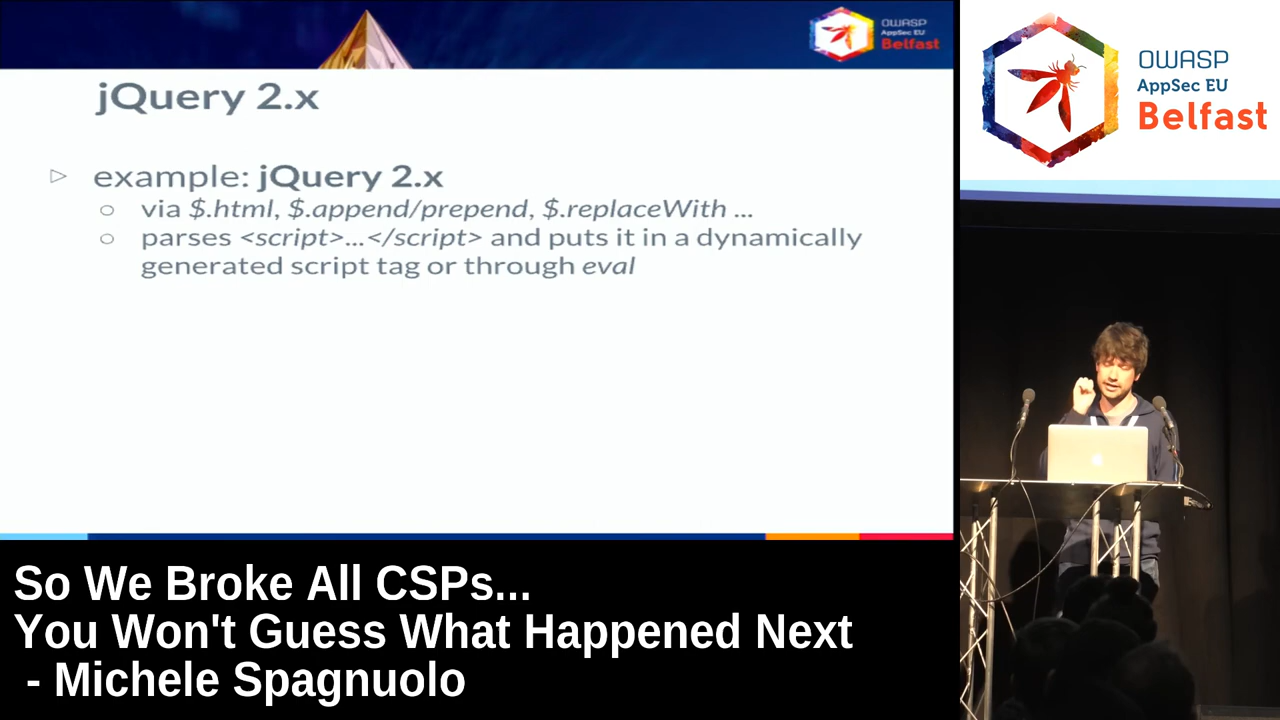 OWASP
AppSec EU
Belfast
jQuery 2.x
▷ example: jQuery 2.x
○ via $.html, $.append/prepend, $.replaceWith ...
○ parses <script>...</script> and puts it in a dynamically
generated script tag or through eval
OWASP
AppSec EU
Belfast
So We Broke All CSPs...
You Won't Guess What Happened Next
- Michele Spagnuolo